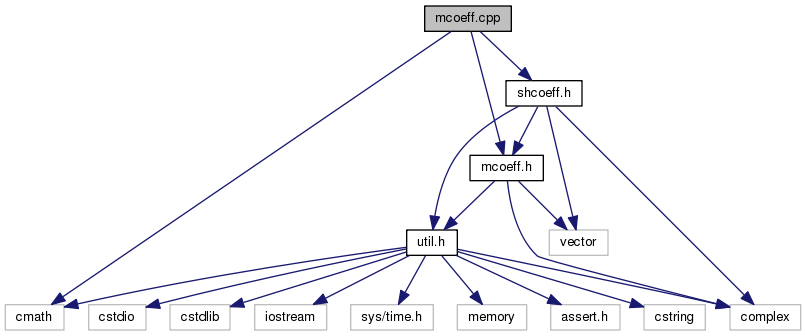 mcoeff.cpp
shcoeff.h
mcoeff.h
util.h
vector
cmath
cstdio
cstdlib
iostream
sys/time.h
memory
assert.h
cstring
complex